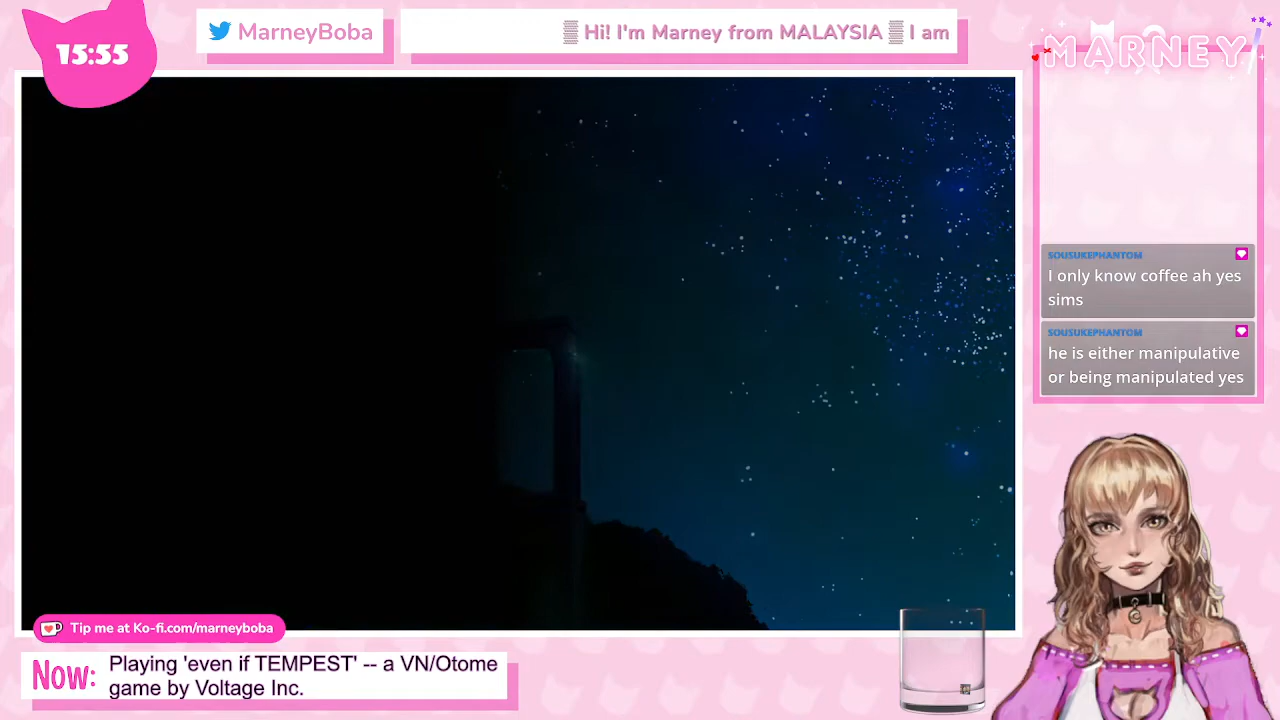 15:55
MarneyBoba
Hi! I'm Marney from MALAYSIA
I am
MARNEY
SOUSUKEPHANTOM
I only know coffee ah yes
sims
SOUSUKEPHANTOM
he is either manipulative
or being manipulated yes
Tip me at Ko-fi.com/marneyboba
Now:
Playing 'even if TEMPEST' -- a VN/Otome
game by Voltage Inc.